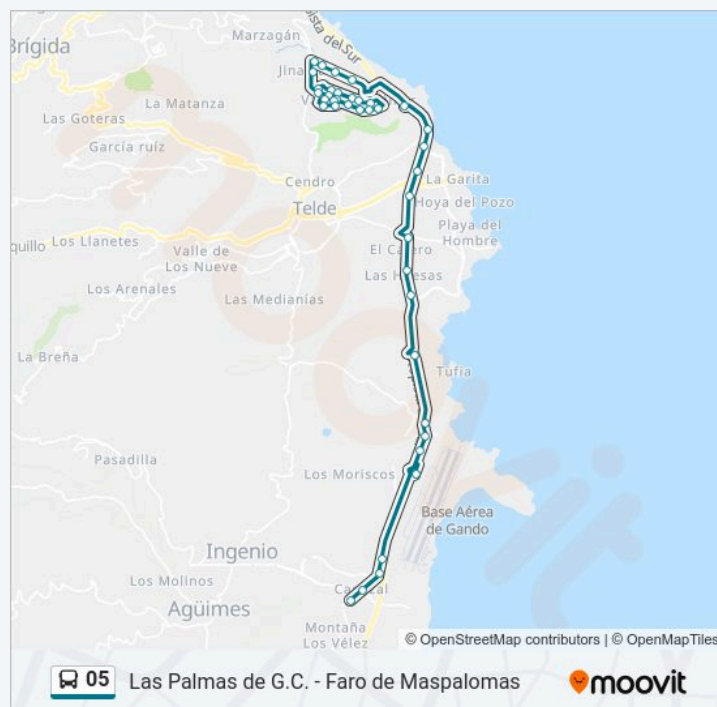 Marzagán
Brígida
Jina
La Matanza
Las Goteras
García ruíz
Cendro
La Garita
Telde
Hoya del Pozo
Playa del
Hombre
Los Llanetes
El Calero
Valle de
Los Nueve
Las Huesas
Los Arenales
Las Medianías
La Breña
Tufia
Pasadilla
Los Moriscos
Base Aérea
de Gando
Ingenio
Los Molinos
Agüimes
Montaña
Los Vélez
© OpenStreetMap contributors | © OpenMapTiles
05 Las Palmas de G.C. - Faro de Maspalomas
moovit